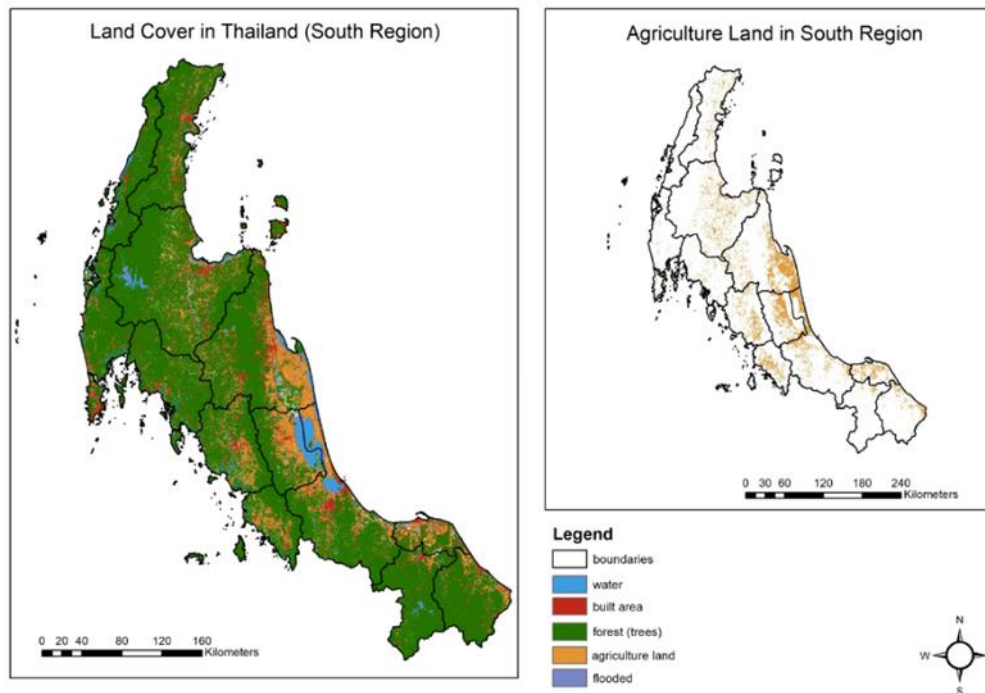 Land Cover in Thailand (South Region)
0 20 40 80 120 160
Kilometers
Agriculture Land in South Region
0 30 60 120 180 240
Kilometers
Legend
boundaries
water
built area
forest (trees)
agriculture land
flooded
N
W E
S